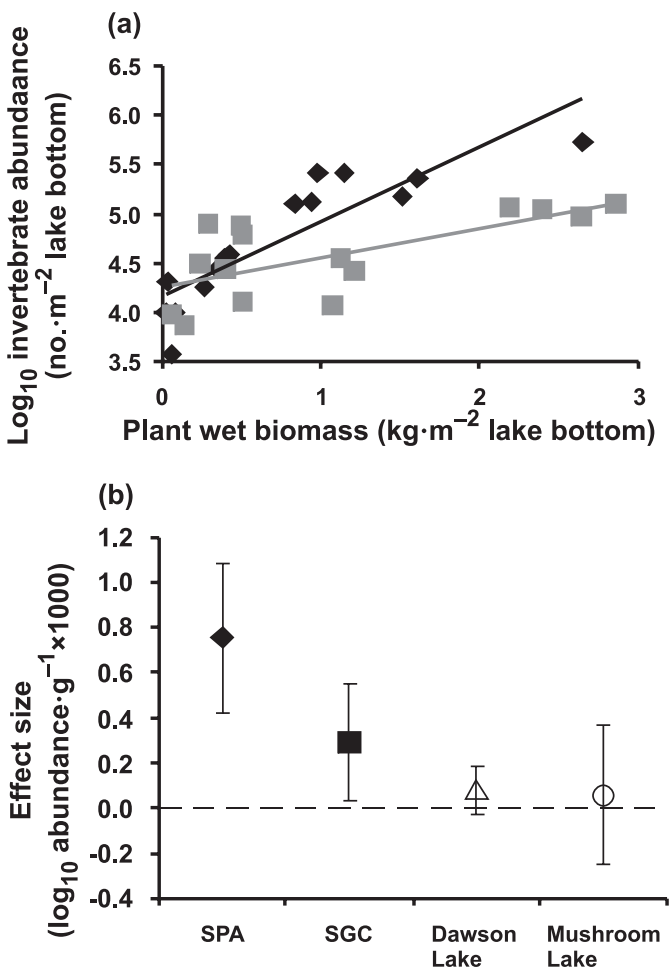 (a)
Log₁₀ invertebrate abundaance
(no.·m⁻² lake bottom)
6.5
6.0
5.5
5.0
4.5
4.0
3.5
0 1 2 3
Plant wet biomass (kg·m⁻² lake bottom)
(b)
Effect size
(log₁₀ abundance·g⁻¹×1000)
1.2
1.0
0.8
0.6
0.4
0.2
0.0
-0.2
-0.4
SPA SGC Dawson Mushroom
Lake Lake